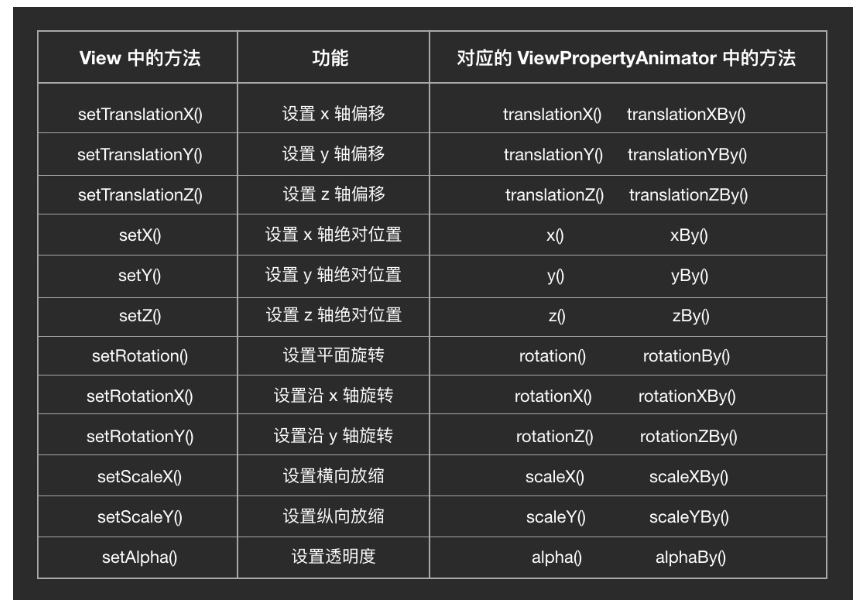 View 中的方法 功能 对应的 ViewPropertyAnimator 中的方法
setTranslationX() 设置 x 轴偏移 translationX() translationXBy()
setTranslationY() 设置 y 轴偏移 translationY() translationYBy()
setTranslationZ() 设置 z 轴偏移 translationZ() translationZBy()
setX() 设置 x 轴绝对位置 x() xBy()
setY() 设置 y 轴绝对位置 y() yBy()
setZ() 设置 z 轴绝对位置 z() zBy()
setRotation() 设置平面旋转 rotation() rotationBy()
setRotationX() 设置沿 x 轴旋转 rotationX() rotationXBy()
setRotationY() 设置沿 y 轴旋转 rotationZ() rotationZBy()
setScaleX() 设置横向放缩 scaleX() scaleXBy()
setScaleY() 设置纵向放缩 scaleY() scaleYBy()
setAlpha() 设置透明度 alpha() alphaBy()